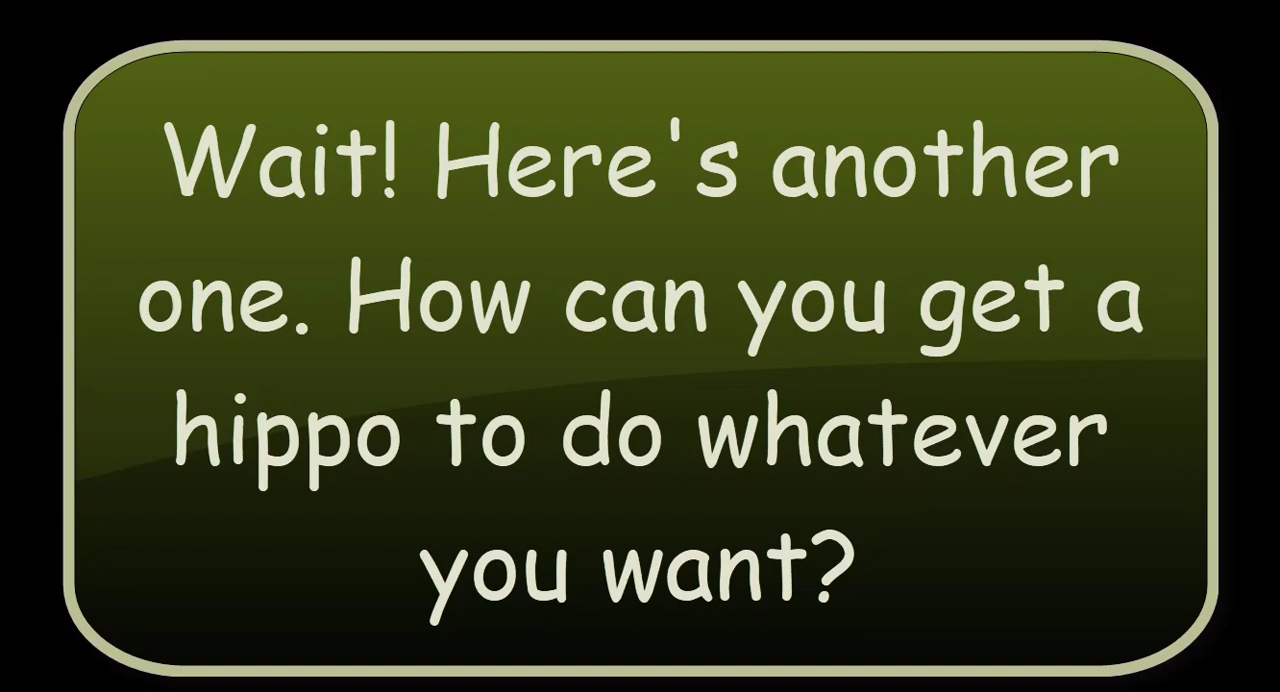 Wait! Here's another
one. How can you get a
hippo to do whatever
you want?